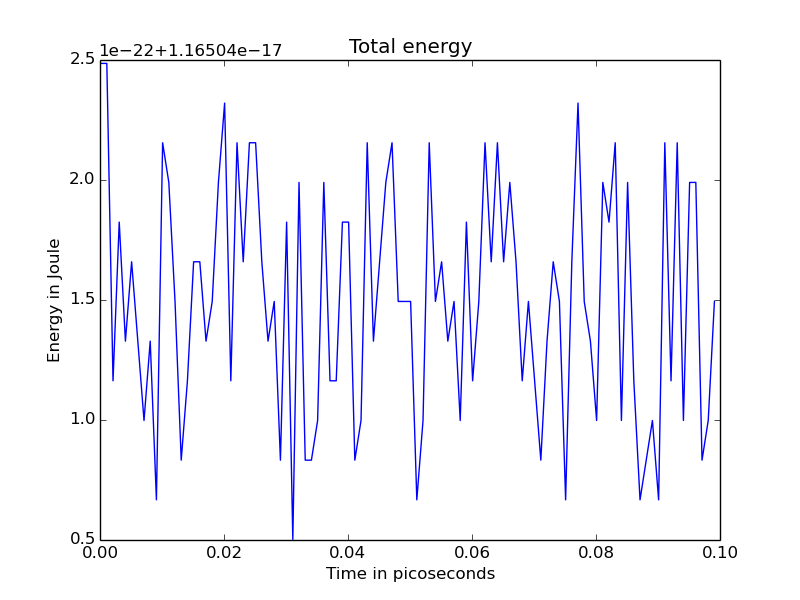 Total energy
1e−22+1.16504e−17
2.5
2.0
1.5
1.0
0.5
Energy in Joule
0.00 0.02 0.04 0.06 0.08 0.10
Time in picoseconds